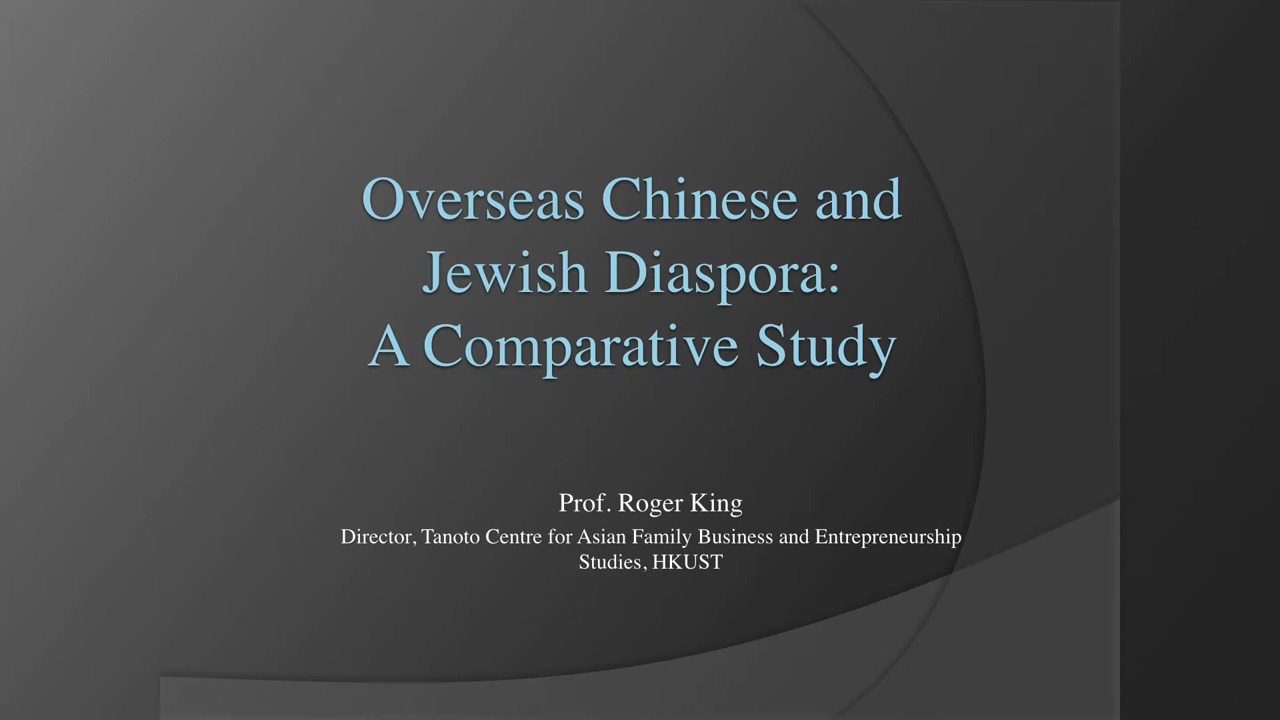 Overseas Chinese and
Jewish Diaspora:
A Comparative Study
Prof. Roger King
Director, Tanoto Centre for Asian Family Business and Entrepreneurship
Studies, HKUST